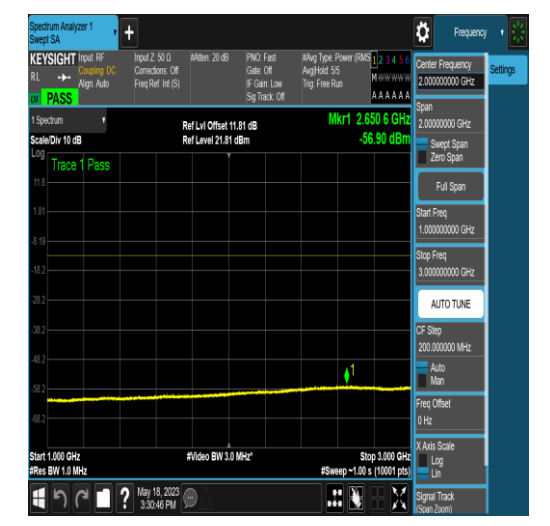 Spectrum Analyzer 1
Swept SA
+
Frequency
KEYSIGHT
RL
PASS
Input: RF
Coupling: DC
Align: Auto
Input Z: 50 Ω
Corrections: Off
Freq Ref: Int (S)
#Atten: 20 dB
PNO: Fast
Gate: Off
IF Gain: Low
Sig Track: Off
#Avg Type: Power (RMS
Avg|Hold: 5/5
Trig: Free Run
1 2 3 4 5 6
M W W W W W
A A A A A A
1 Spectrum
Scale/Div 10 dB
Ref Lvl Offset 11.81 dB
Ref Level 21.81 dBm
Mkr1 2.650 6 GHz
-56.90 dBm
Log
Trace 1 Pass
11.8
1.81
-8.19
-18.2
-28.2
-38.2
-48.2
-58.2
-68.2
1
Start 1.000 GHz
#Res BW 1.0 MHz
#Video BW 3.0 MHz*
Stop 3.000 GHz
#Sweep ~1.00 s (10001 pts)
May 18, 2023
3:30:46 PM
?
Center Frequency
2.000000000 GHz
Span
2.00000000 GHz
Swept Span
Zero Span
Full Span
Start Freq
1.000000000 GHz
Stop Freq
3.000000000 GHz
AUTO TUNE
CF Step
200.000000 MHz
Auto
Man
Freq Offset
0 Hz
X Axis Scale
Log
Lin
Signal Track
(Span Zoom)
Settings